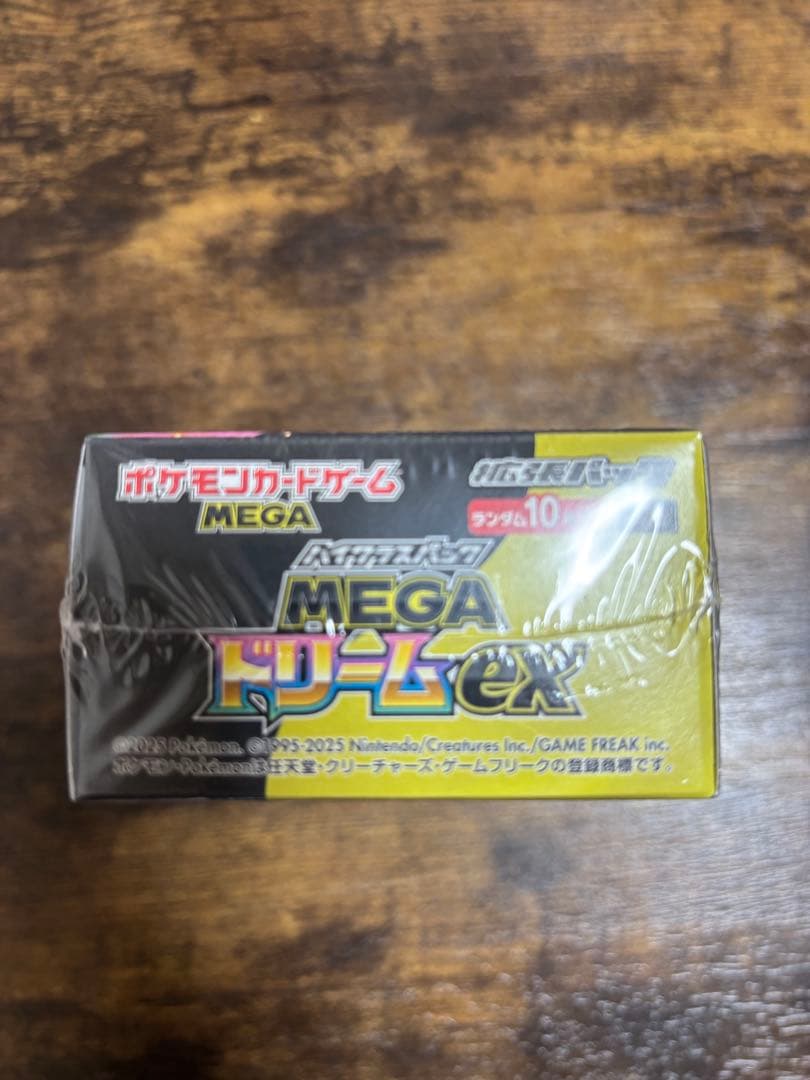 ポケモンカードゲーム
MEGA
拡張パック
ランダム10
ハイクラスパック
MEGA
ドリームex
©2025 Pokémon. ©1995-2025 Nintendo/Creatures Inc./GAME FREAK inc.
ポケモン・Pokémonは任天堂・クリーチャーズ・ゲームフリークの登録商標です。